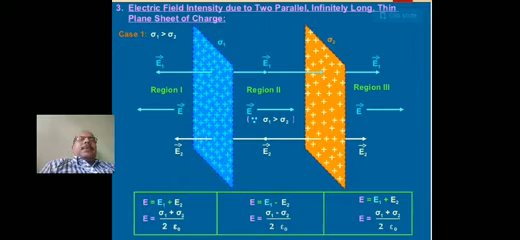 3. Electric Field Intensity due to Two Parallel, Infinitely Long, Thin
Plane Sheet of Charge:
Case 1: σ₁ > σ₂
σ₁
σ₂
E₁
E₁
E₁
Region I
Region II
Region III
E
E
E
( ∵ σ₁ > σ₂ )
E₂
E₂
E₂
E = E₁ + E₂
E = σ₁ + σ₂ / 2 ε₀
E = E₁ - E₂
E = σ₁ - σ₂ / 2 ε₀
E = E₁ + E₂
E = σ₁ + σ₂ / 2 ε₀